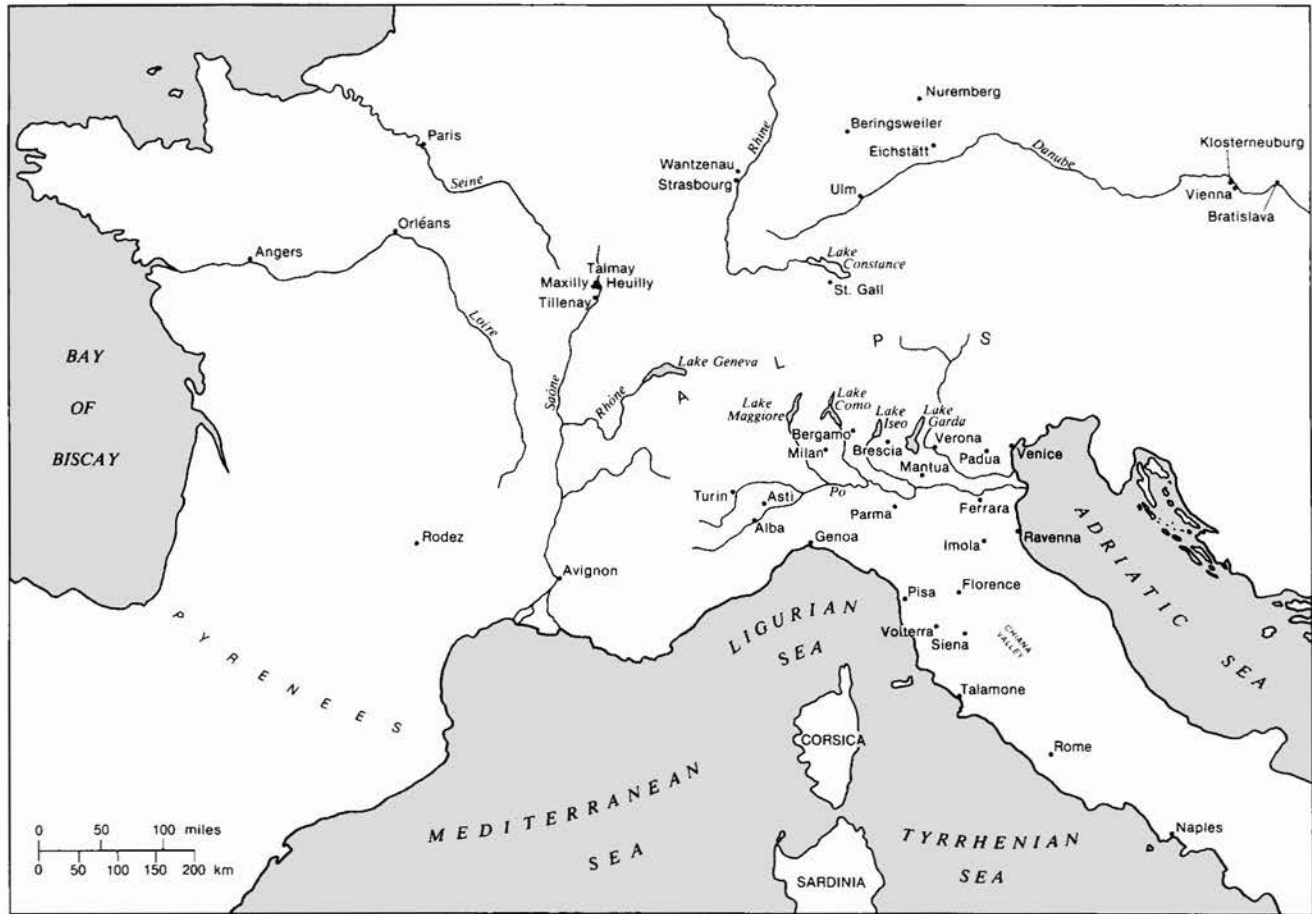 Nuremberg
Beringsweiler
Eichstätt
Danube
Klosterneuburg
Vienna
Bratislava
Paris
Seine
Rhine
Wantzenau
Strasbourg
Ulm
Orléans
Angers
Loire
Lake
Constance
St. Gall
Talmay
Maxilly
Heuilly
Tillenay
BAY
OF
BISCAY
Saône
Rhône
Lake Geneva
A L P S
Lake
Maggiore
Lake
Como
Lake
Iseo
Lake
Garda
Bergamo
Milan
Brescia
Verona
Padua
Venice
Mantua
Turin
Asti
Alba
Po
Parma
Ferrara
Genoa
Imola
Ravenna
Rodez
Avignon
ADRIATIC
SEA
PYRENEES
LIGURIAN
SEA
Pisa
Florence
Volterra
Siena
CHIANA
VALLEY
Talamone
CORSICA
Rome
MEDITERRANEAN
SEA
TYRRHENIAN
SEA
Naples
SARDINIA
0 50 100 miles
0 50 100 150 200 km